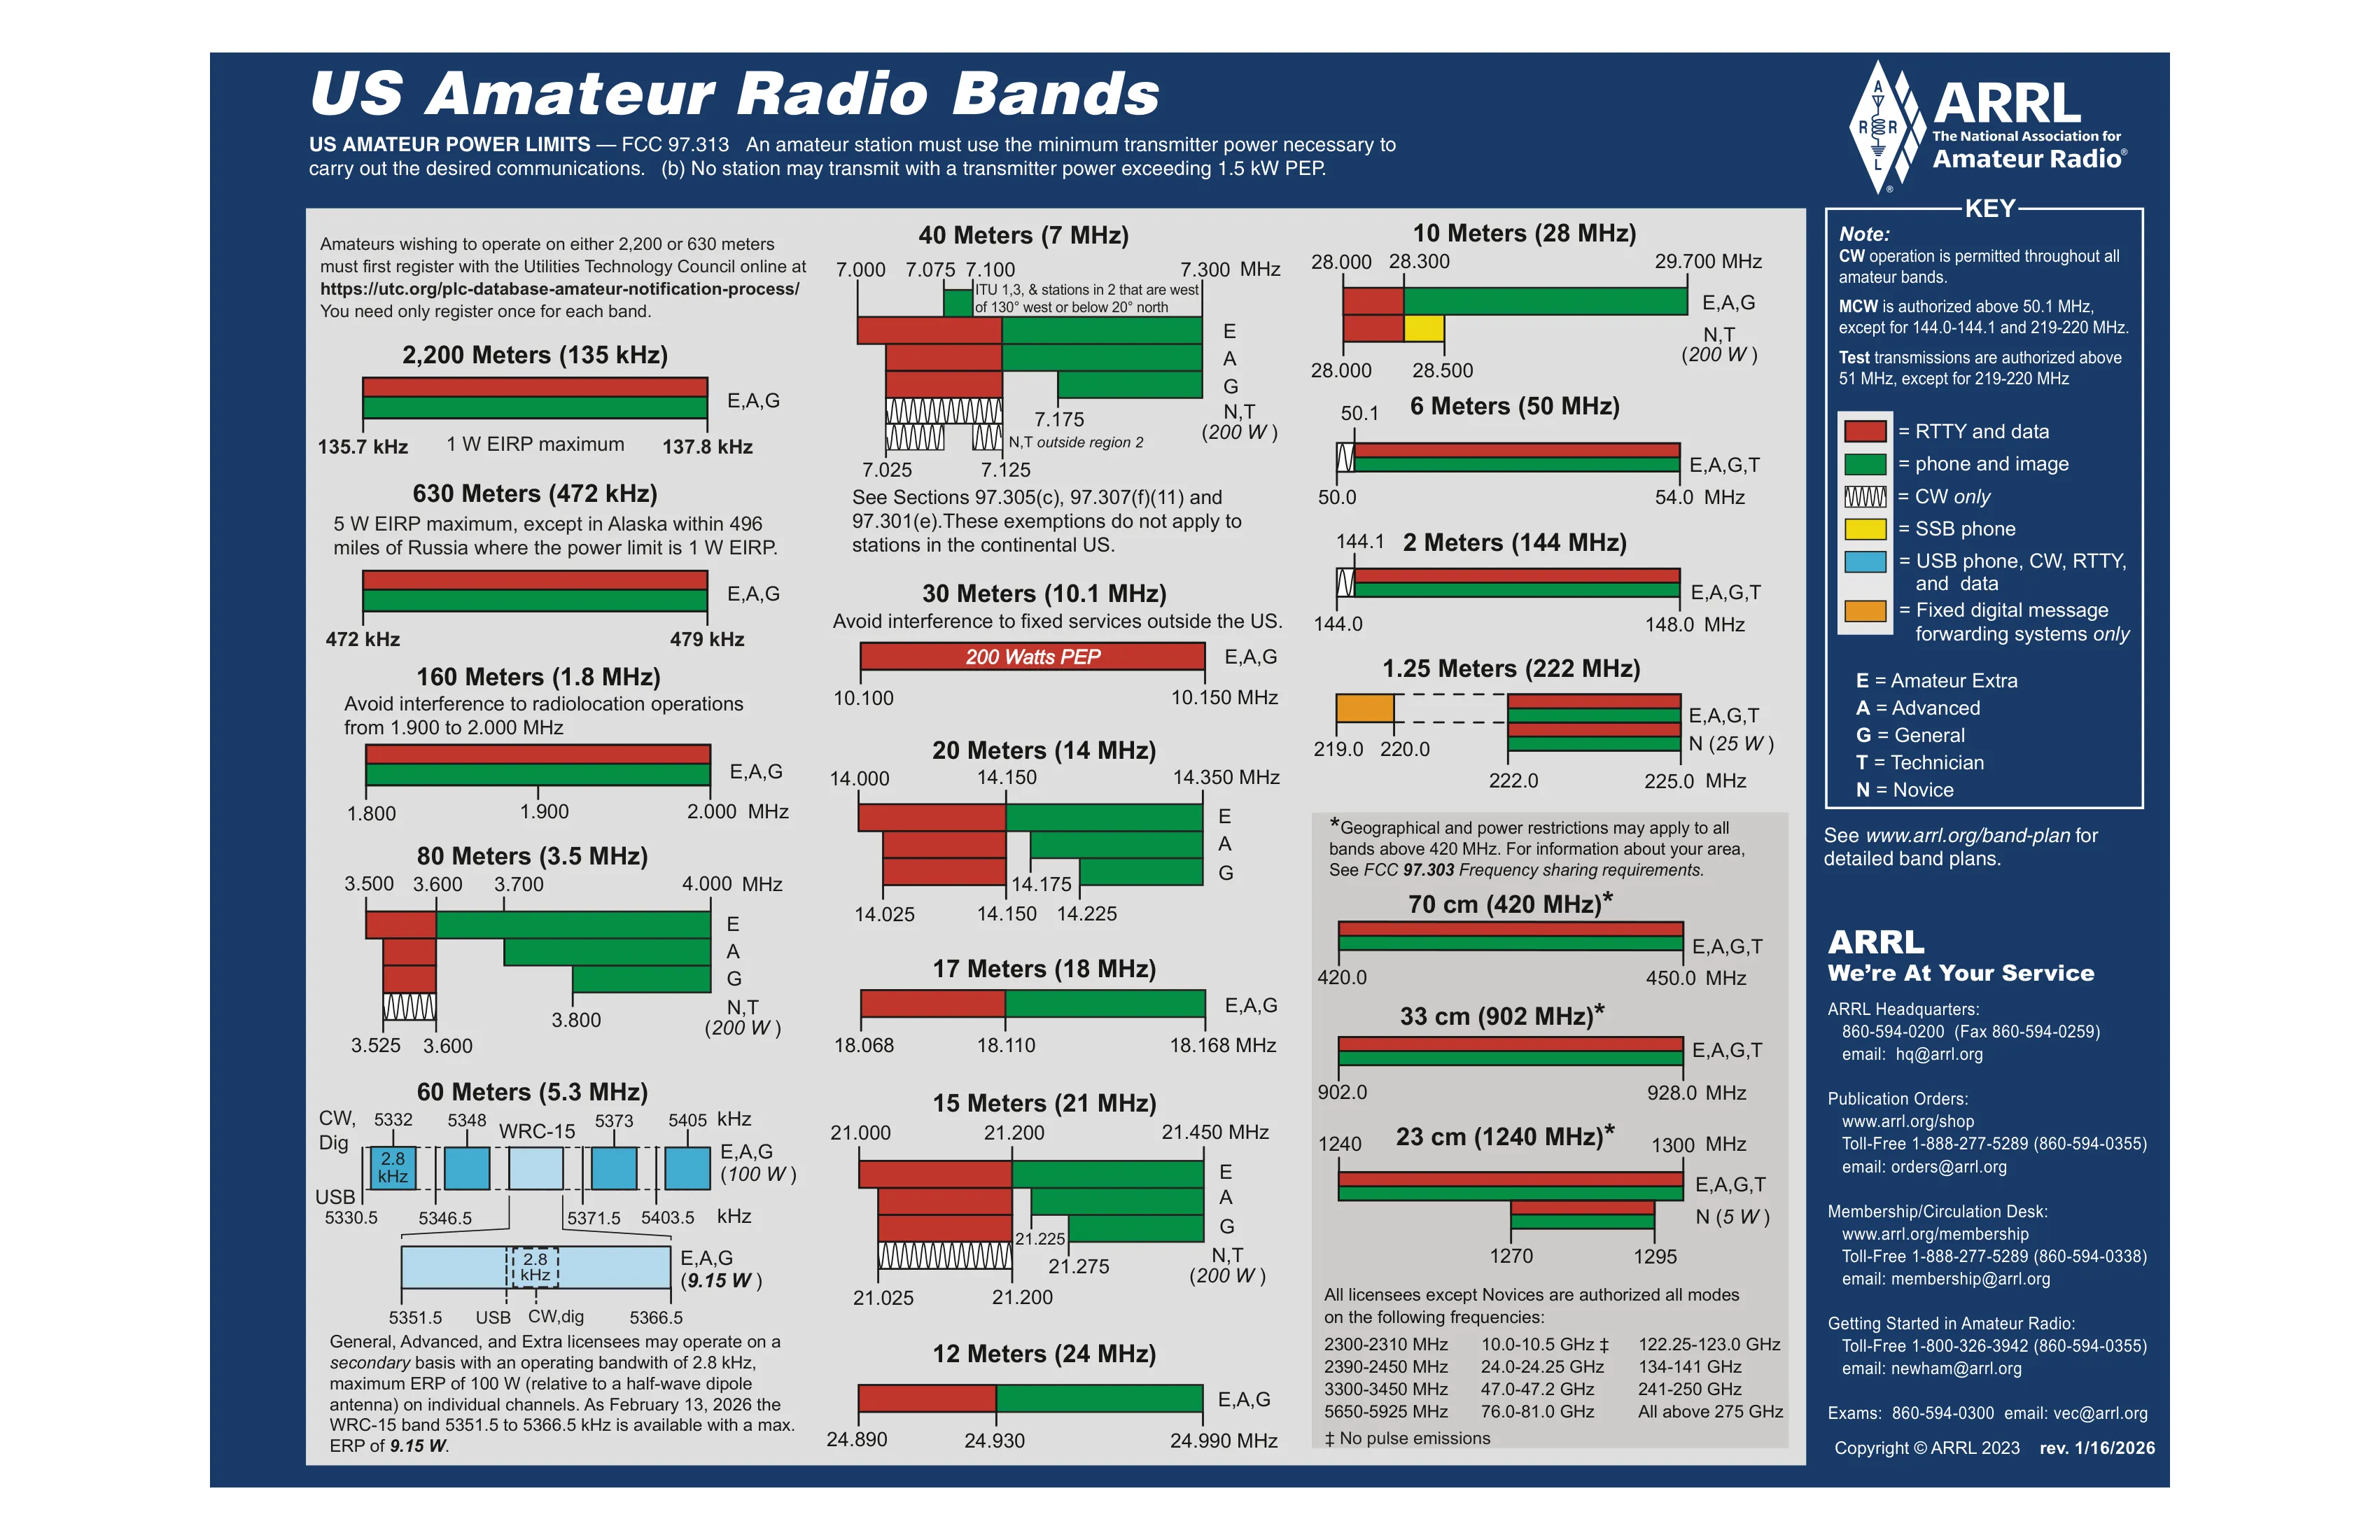 US Amateur Radio Bands
US AMATEUR POWER LIMITS — FCC 97.313 An amateur station must use the minimum transmitter power necessary to
carry out the desired communications. (b) No station may transmit with a transmitter power exceeding 1.5 kW PEP.
Amateurs wishing to operate on either 2,200 or 630 meters
must first register with the Utilities Technology Council online at
https://utc.org/plc-database-amateur-notification-process/
You need only register once for each band.
2,200 Meters (135 kHz)
E,A,G
135.7 kHz 1 W EIRP maximum 137.8 kHz
630 Meters (472 kHz)
5 W EIRP maximum, except in Alaska within 496
miles of Russia where the power limit is 1 W EIRP.
E,A,G
472 kHz 479 kHz
160 Meters (1.8 MHz)
Avoid interference to radiolocation operations
from 1.900 to 2.000 MHz
E,A,G
1.800 1.900 2.000 MHz
80 Meters (3.5 MHz)
3.500 3.600 3.700 4.000 MHz
E
A
G
N,T
3.800 (200 W)
3.525 3.600
60 Meters (5.3 MHz)
CW,
Dig
5332 5348 WRC-15 5373 5405 kHz
2.8
kHz
E,A,G
(100 W)
USB
5330.5 5346.5 5371.5 5403.5 kHz
2.8
kHz
E,A,G
(9.15 W)
5351.5 USB CW,dig 5366.5
General, Advanced, and Extra licensees may operate on a
secondary basis with an operating bandwith of 2.8 kHz,
maximum ERP of 100 W (relative to a half-wave dipole
antenna) on individual channels. As February 13, 2026 the
WRC-15 band 5351.5 to 5366.5 kHz is available with a max.
ERP of 9.15 W.
40 Meters (7 MHz)
7.000 7.075 7.100 7.300 MHz
ITU 1,3, & stations in 2 that are west
of 130° west or below 20° north
E
A
G
N,T
7.175 (200 W)
N,T outside region 2
7.025 7.125
See Sections 97.305(c), 97.307(f)(11) and
97.301(e).These exemptions do not apply to
stations in the continental US.
30 Meters (10.1 MHz)
Avoid interference to fixed services outside the US.
200 Watts PEP E,A,G
10.100 10.150 MHz
20 Meters (14 MHz)
14.000 14.150 14.350 MHz
E
A
G
14.175
14.025 14.150 14.225
17 Meters (18 MHz)
E,A,G
18.068 18.110 18.168 MHz
15 Meters (21 MHz)
21.000 21.200 21.450 MHz
E
A
G
21.225
N,T
21.275 (200 W)
21.025 21.200
12 Meters (24 MHz)
E,A,G
24.890 24.930 24.990 MHz
10 Meters (28 MHz)
28.000 28.300 29.700 MHz
E,A,G
N,T
(200 W)
28.000 28.500
6 Meters (50 MHz)
50.1
E,A,G,T
50.0 54.0 MHz
2 Meters (144 MHz)
144.1
E,A,G,T
144.0 148.0 MHz
1.25 Meters (222 MHz)
E,A,G,T
N (25 W)
219.0 220.0
222.0 225.0 MHz
*Geographical and power restrictions may apply to all
bands above 420 MHz. For information about your area,
See FCC 97.303 Frequency sharing requirements.
70 cm (420 MHz)*
E,A,G,T
420.0 450.0 MHz
33 cm (902 MHz)*
E,A,G,T
902.0 928.0 MHz
23 cm (1240 MHz)*
1240 1300 MHz
E,A,G,T
N (5 W)
1270 1295
All licensees except Novices are authorized all modes
on the following frequencies:
2300-2310 MHz 10.0-10.5 GHz ‡ 122.25-123.0 GHz
2390-2450 MHz 24.0-24.25 GHz 134-141 GHz
3300-3450 MHz 47.0-47.2 GHz 241-250 GHz
5650-5925 MHz 76.0-81.0 GHz All above 275 GHz
‡ No pulse emissions
A
R R
L
®
ARRL
The National Association for
Amateur Radio®
KEY
Note:
CW operation is permitted throughout all
amateur bands.
MCW is authorized above 50.1 MHz,
except for 144.0-144.1 and 219-220 MHz.
Test transmissions are authorized above
51 MHz, except for 219-220 MHz
= RTTY and data
= phone and image
= CW only
= SSB phone
= USB phone, CW, RTTY,
and data
= Fixed digital message
forwarding systems only
E = Amateur Extra
A = Advanced
G = General
T = Technician
N = Novice
See www.arrl.org/band-plan for
detailed band plans.
ARRL
We're At Your Service
ARRL Headquarters:
860-594-0200 (Fax 860-594-0259)
email: hq@arrl.org
Publication Orders:
www.arrl.org/shop
Toll-Free 1-888-277-5289 (860-594-0355)
email: orders@arrl.org
Membership/Circulation Desk:
www.arrl.org/membership
Toll-Free 1-888-277-5289 (860-594-0338)
email: membership@arrl.org
Getting Started in Amateur Radio:
Toll-Free 1-800-326-3942 (860-594-0355)
email: newham@arrl.org
Exams: 860-594-0300 email: vec@arrl.org
Copyright © ARRL 2023 rev. 1/16/2026